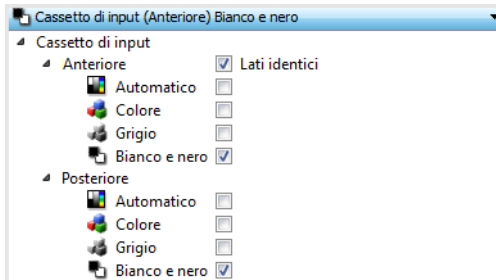 Cassetto di input (Anteriore) Bianco e nero
Cassetto di input
Anteriore Lati identici
Automatico
Colore
Grigio
Bianco e nero
Posteriore
Automatico
Colore
Grigio
Bianco e nero